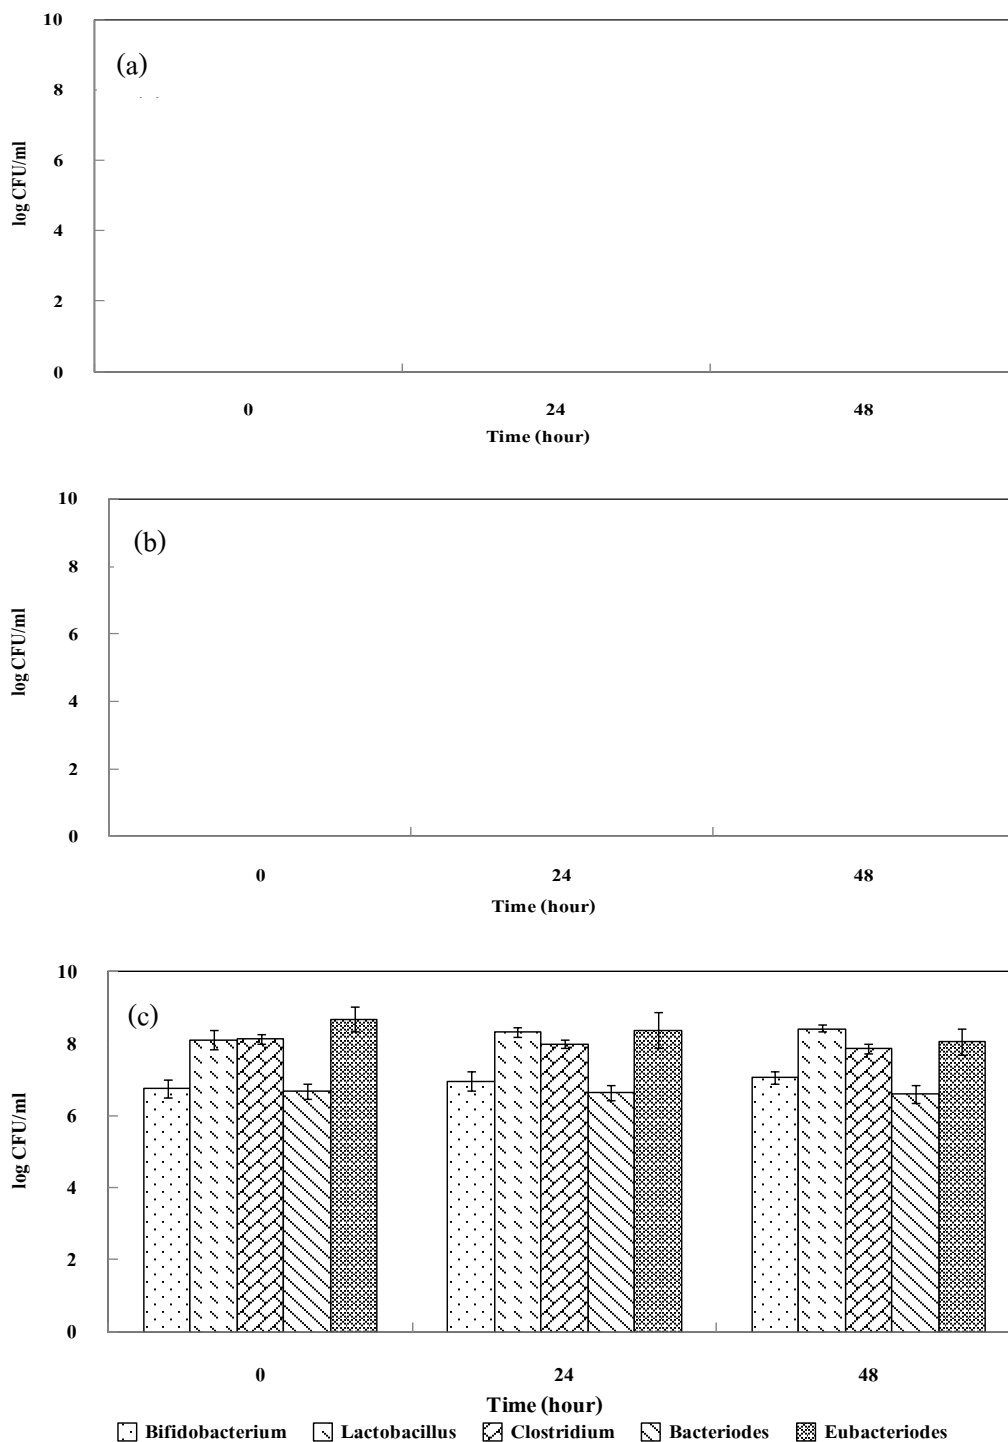 10
(a)
8
6
log CFU/ml
4
2
0
0 24 48
Time (hour)
10
(b)
8
6
log CFU/ml
4
2
0
0 24 48
Time (hour)
10
(c)
8
6
log CFU/ml
4
2
0
0 24 48
Time (hour)
Bifidobacterium Lactobacillus Clostridium Bacteriodes Eubacteriodes